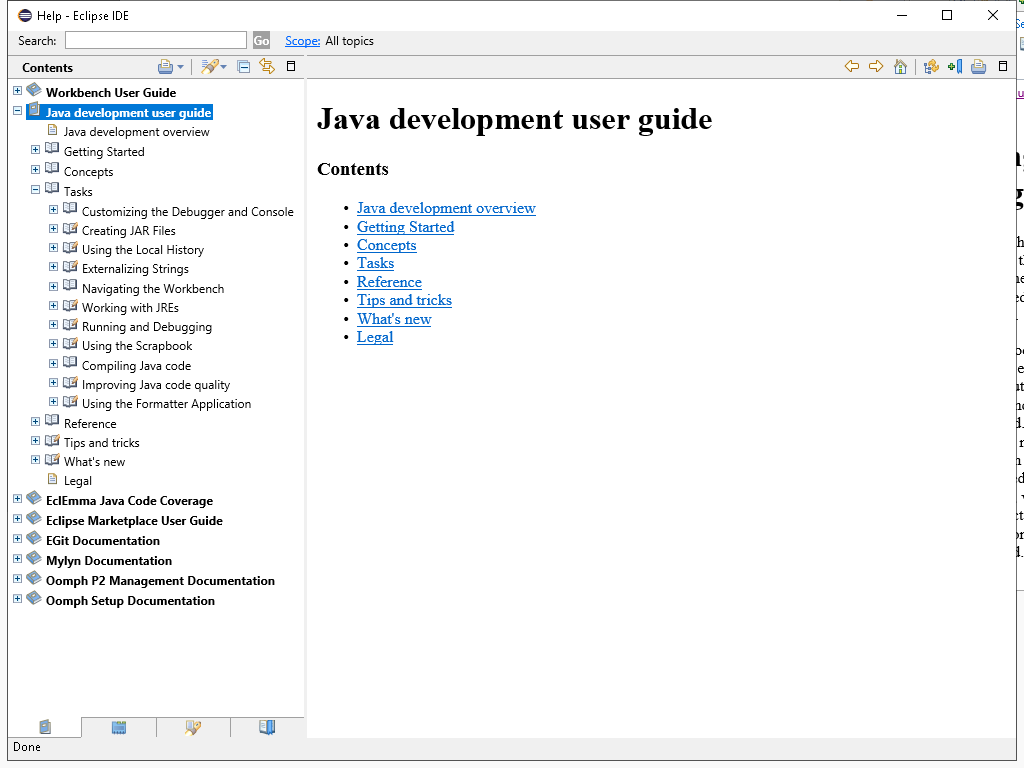 Help - Eclipse IDE
Search:
Go
Scope:
All topics
Contents
Workbench User Guide
Java development user guide
Java development overview
Getting Started
Concepts
Tasks
Customizing the Debugger and Console
Creating JAR Files
Using the Local History
Externalizing Strings
Navigating the Workbench
Working with JREs
Running and Debugging
Using the Scrapbook
Compiling Java code
Improving Java code quality
Using the Formatter Application
Reference
Tips and tricks
What's new
Legal
EclEmma Java Code Coverage
Eclipse Marketplace User Guide
EGit Documentation
Mylyn Documentation
Oomph P2 Management Documentation
Oomph Setup Documentation
Java development user guide
Contents
Java development overview
Getting Started
Concepts
Tasks
Reference
Tips and tricks
What's new
Legal
Done